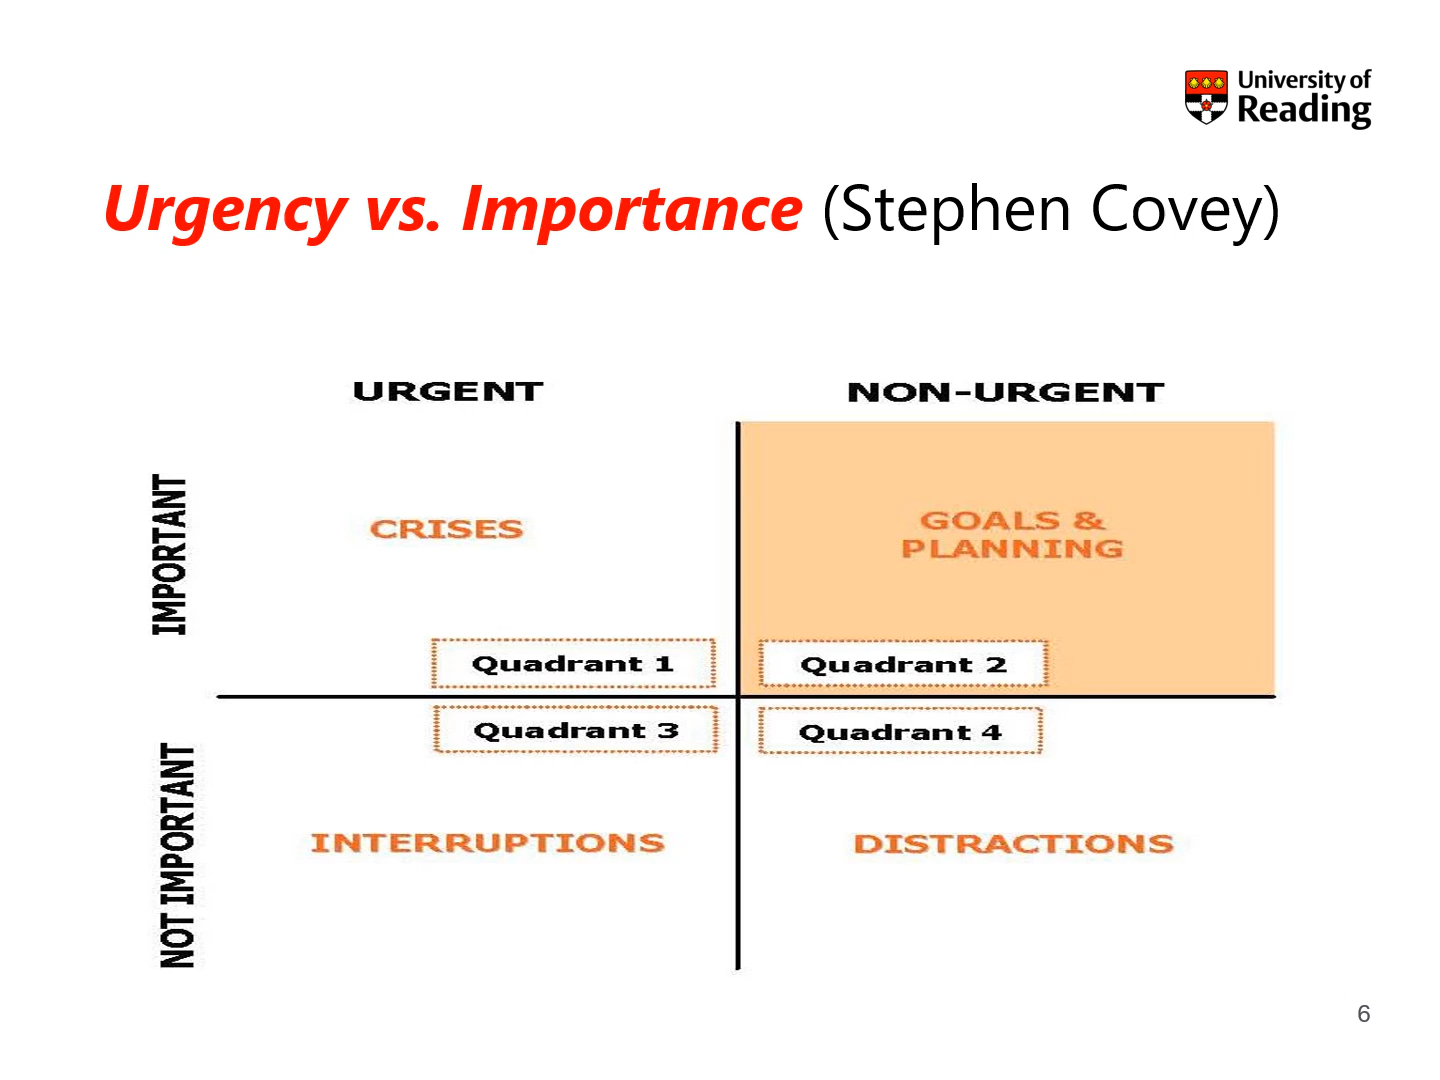 University of
Reading
Urgency vs. Importance (Stephen Covey)
URGENT NON-URGENT
IMPORTANT
CRISES
GOALS &
PLANNING
Quadrant 1 Quadrant 2
Quadrant 3 Quadrant 4
NOT IMPORTANT
INTERRUPTIONS DISTRACTIONS
6